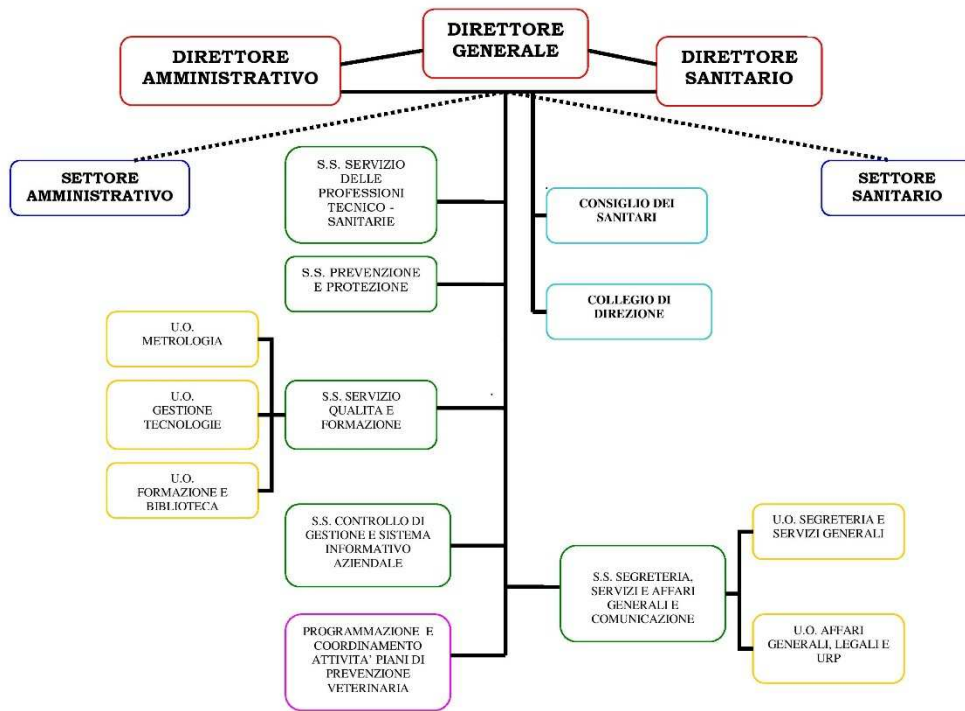 DIRETTORE
GENERALE
DIRETTORE
AMMINISTRATIVO
DIRETTORE
SANITARIO
SETTORE
AMMINISTRATIVO
S.S. SERVIZIO
DELLE
PROFESSIONI
TECNICO -
SANITARIE
CONSIGLIO DEI
SANITARI
SETTORE
SANITARIO
S.S. PREVENZIONE
E PROTEZIONE
COLLEGIO DI
DIREZIONE
U.O.
METROLOGIA
U.O.
GESTIONE
TECNOLOGIE
U.O.
FORMAZIONE E
BIBLIOTECA
S.S. SERVIZIO
QUALITA E
FORMAZIONE
S.S. CONTROLLO DI
GESTIONE E SISTEMA
INFORMATIVO
AZIENDALE
S.S. SEGRETERIA,
SERVIZI E AFFARI
GENERALI E
COMUNICAZIONE
U.O. SEGRETERIA E
SERVIZI GENERALI
U.O. AFFARI
GENERALI, LEGALI E
URP
PROGRAMMAZIONE E
COORDINAMENTO
ATTIVITA' PIANI DI
PREVENZIONE
VETERINARIA